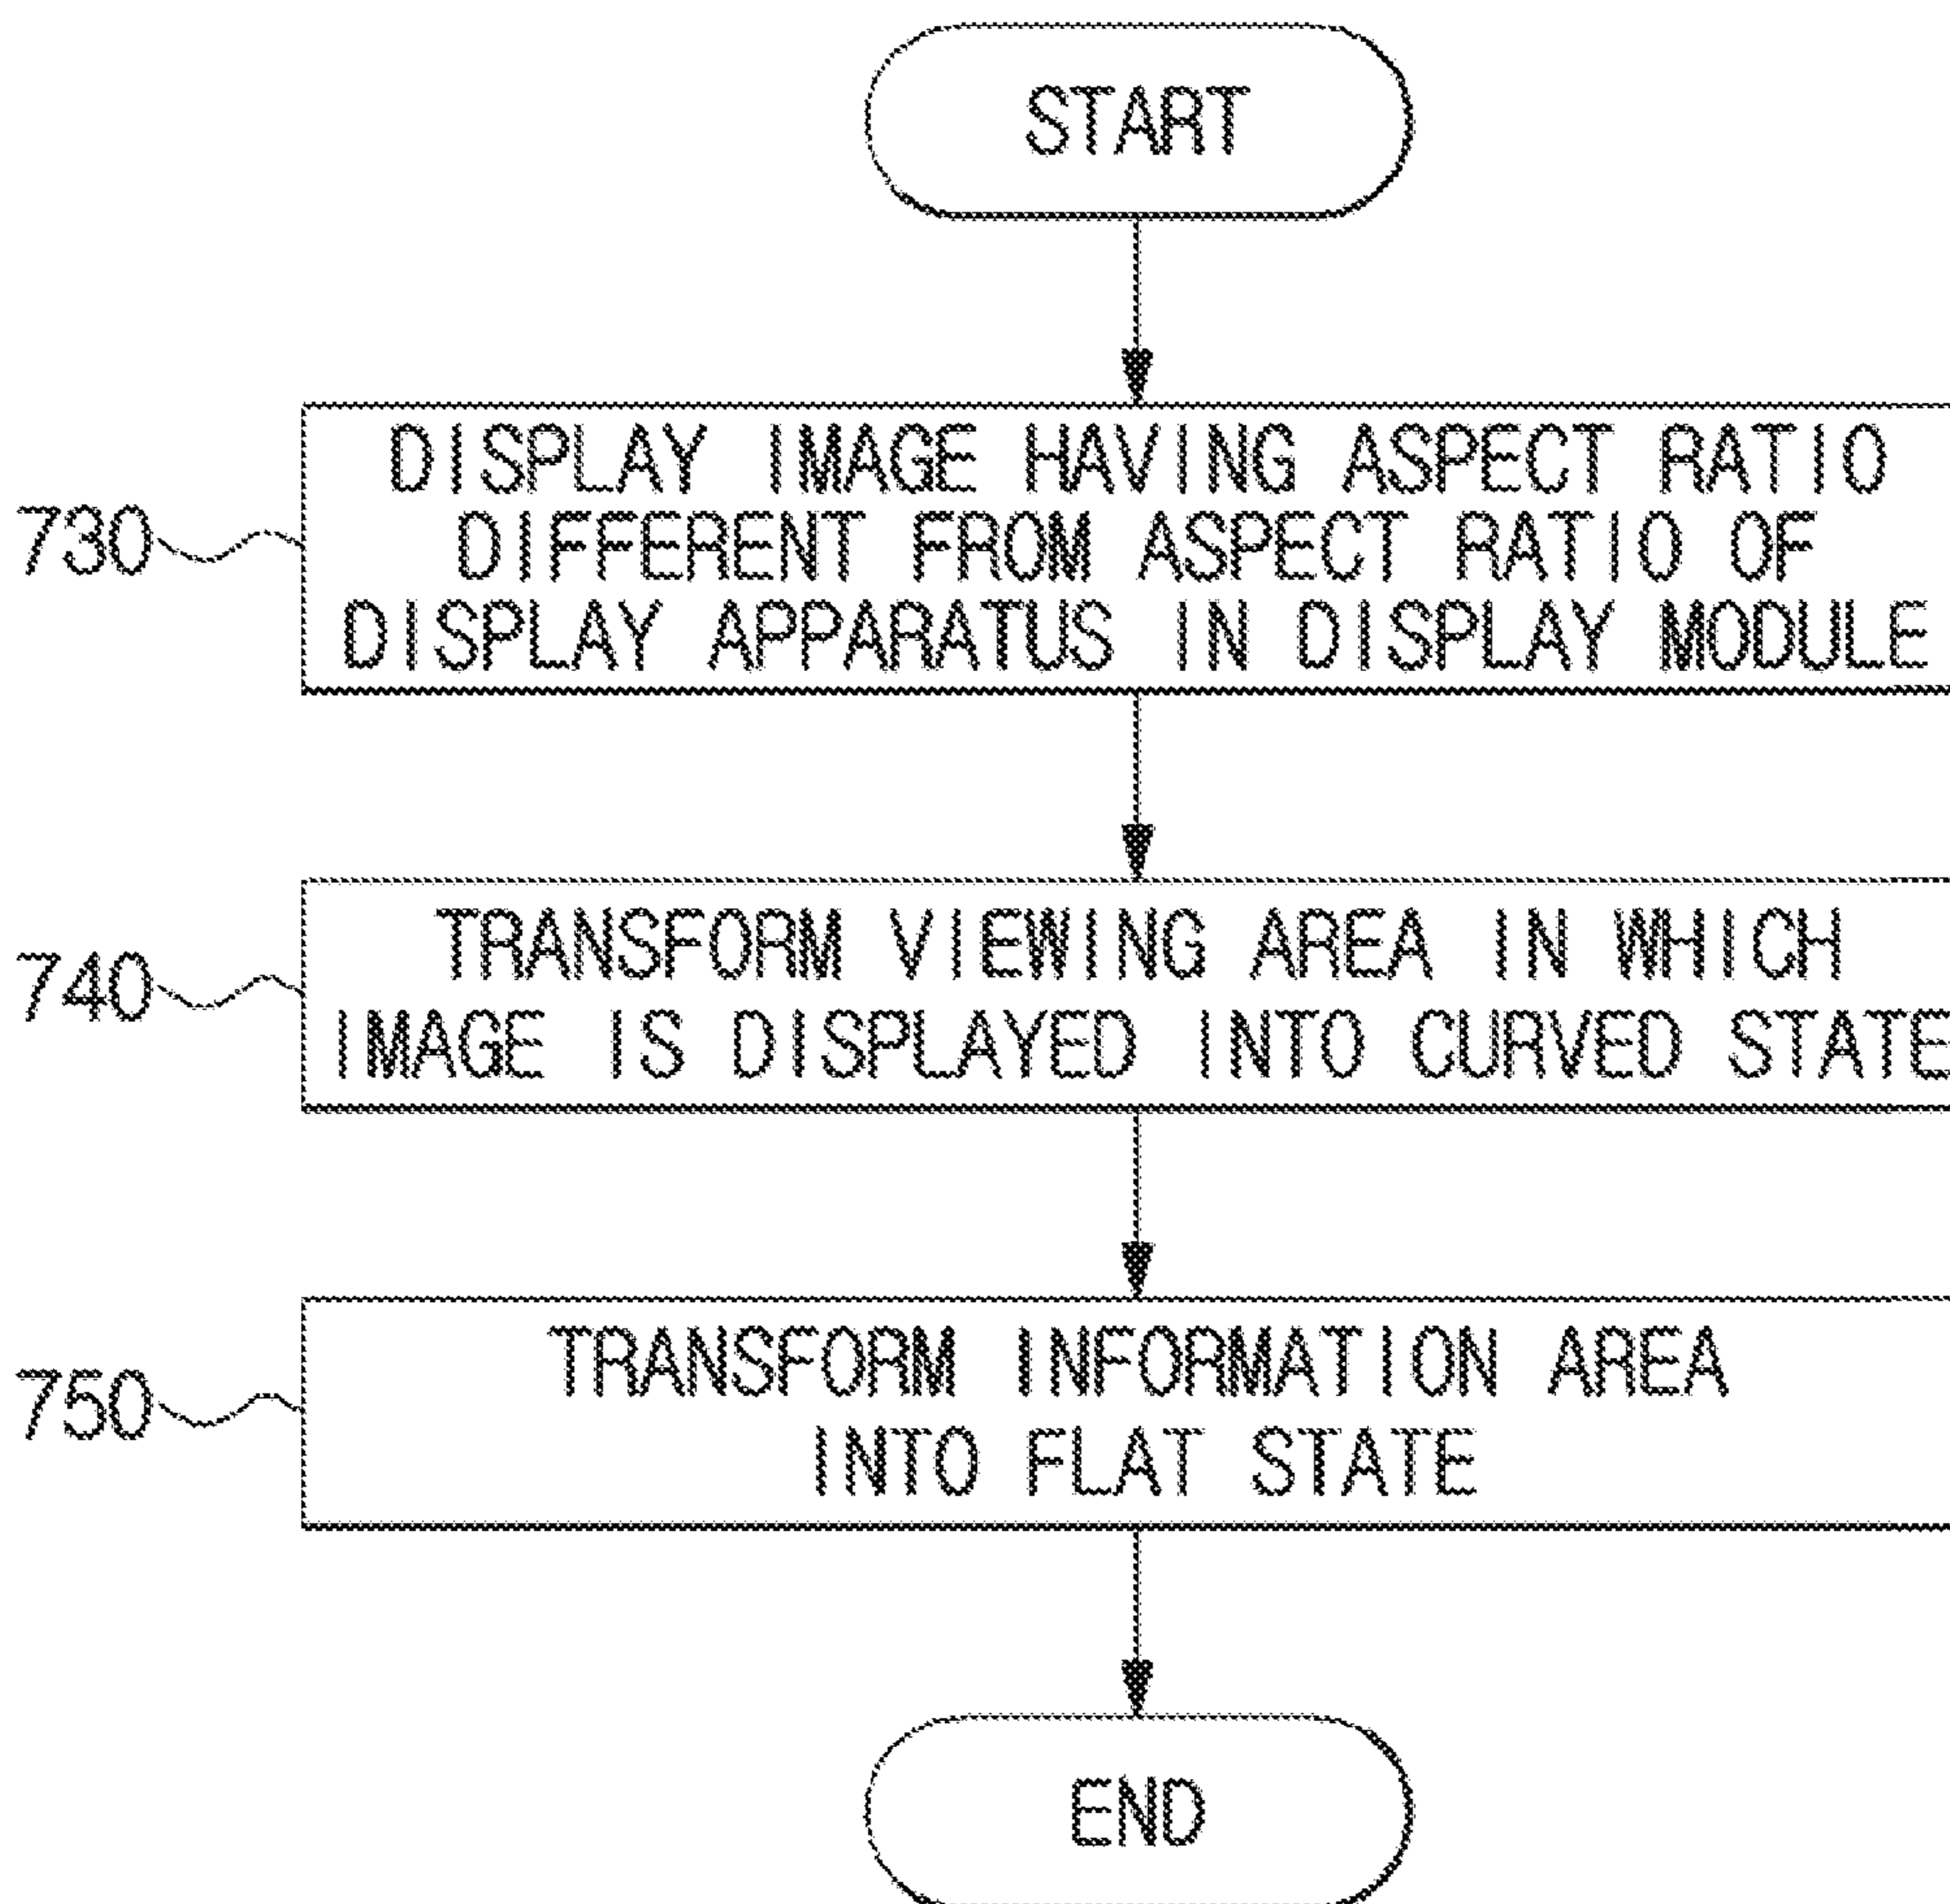 START
730
DISPLAY IMAGE HAVING ASPECT RATIO
DIFFERENT FROM ASPECT RATIO OF
DISPLAY APPARATUS IN DISPLAY MODULE
740
TRANSFORM VIEWING AREA IN WHICH
IMAGE IS DISPLAYED INTO CURVED STATE
750
TRANSFORM INFORMATION AREA
INTO FLAT STATE
END